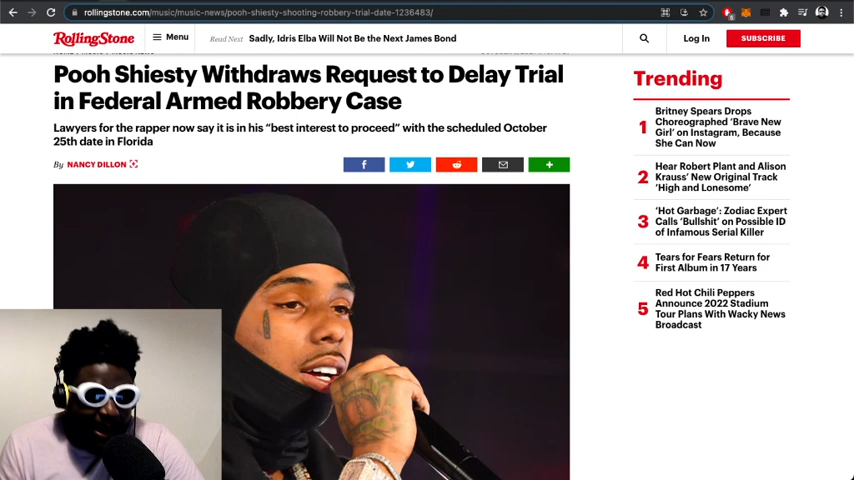 rollingstone.com/music/music-news/pooh-shiesty-shooting-robbery-trial-date-1236483/
RollingStone
Menu
Read Next Sadly, Idris Elba Will Not Be the Next James Bond
Log In
SUBSCRIBE
Pooh Shiesty Withdraws Request to Delay Trial
in Federal Armed Robbery Case
Lawyers for the rapper now say it is in his “best interest to proceed” with the scheduled October
25th date in Florida
By NANCY DILLON
Trending
1
Britney Spears Drops
Choreographed ‘Brave New
Girl’ on Instagram, Because
She Can Now
2
Hear Robert Plant and Alison
Krauss’ New Original Track
‘High and Lonesome’
3
‘Hot Garbage’: Zodiac Expert
Calls ‘Bullshit’ on Possible ID
of Infamous Serial Killer
4
Tears for Fears Return for
First Album in 17 Years
5
Red Hot Chili Peppers
Announce 2022 Stadium
Tour Plans With Wacky News
Broadcast